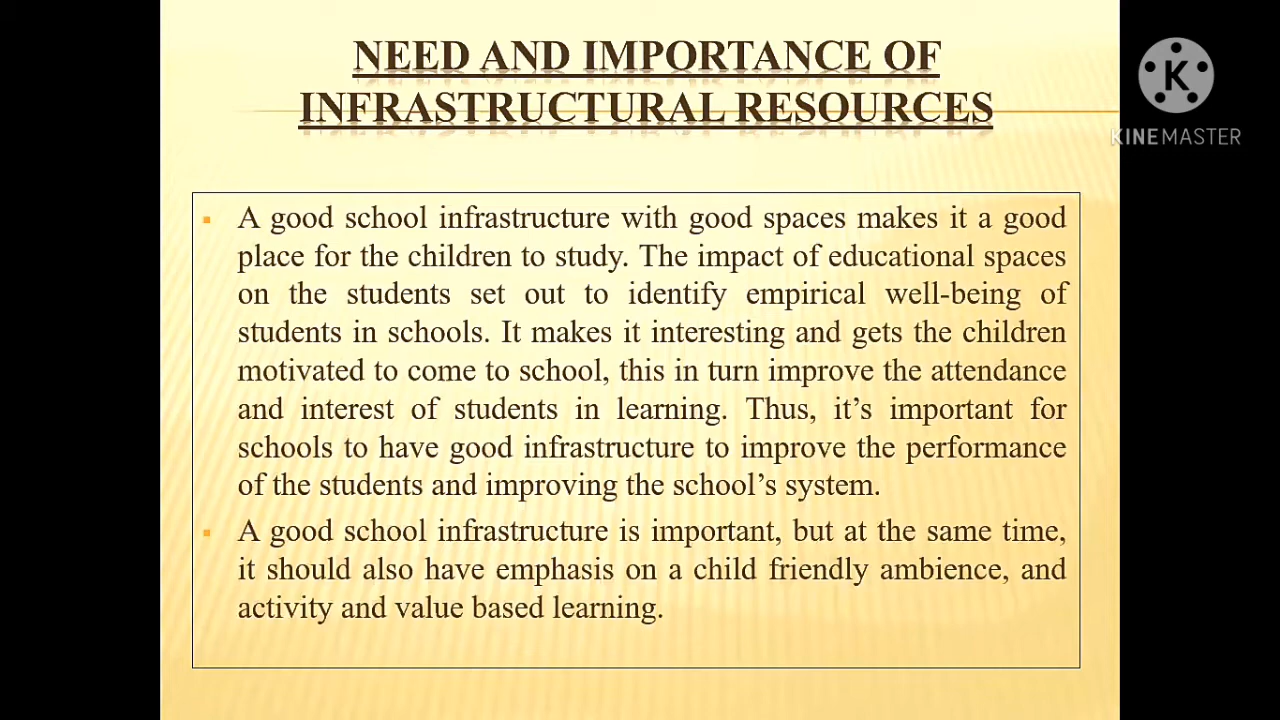 NEED AND IMPORTANCE OF
INFRASTRUCTURAL RESOURCES
K
KINEMASTER
▪ A good school infrastructure with good spaces makes it a good
place for the children to study. The impact of educational spaces
on the students set out to identify empirical well-being of
students in schools. It makes it interesting and gets the children
motivated to come to school, this in turn improve the attendance
and interest of students in learning. Thus, it’s important for
schools to have good infrastructure to improve the performance
of the students and improving the school’s system.
▪ A good school infrastructure is important, but at the same time,
it should also have emphasis on a child friendly ambience, and
activity and value based learning.